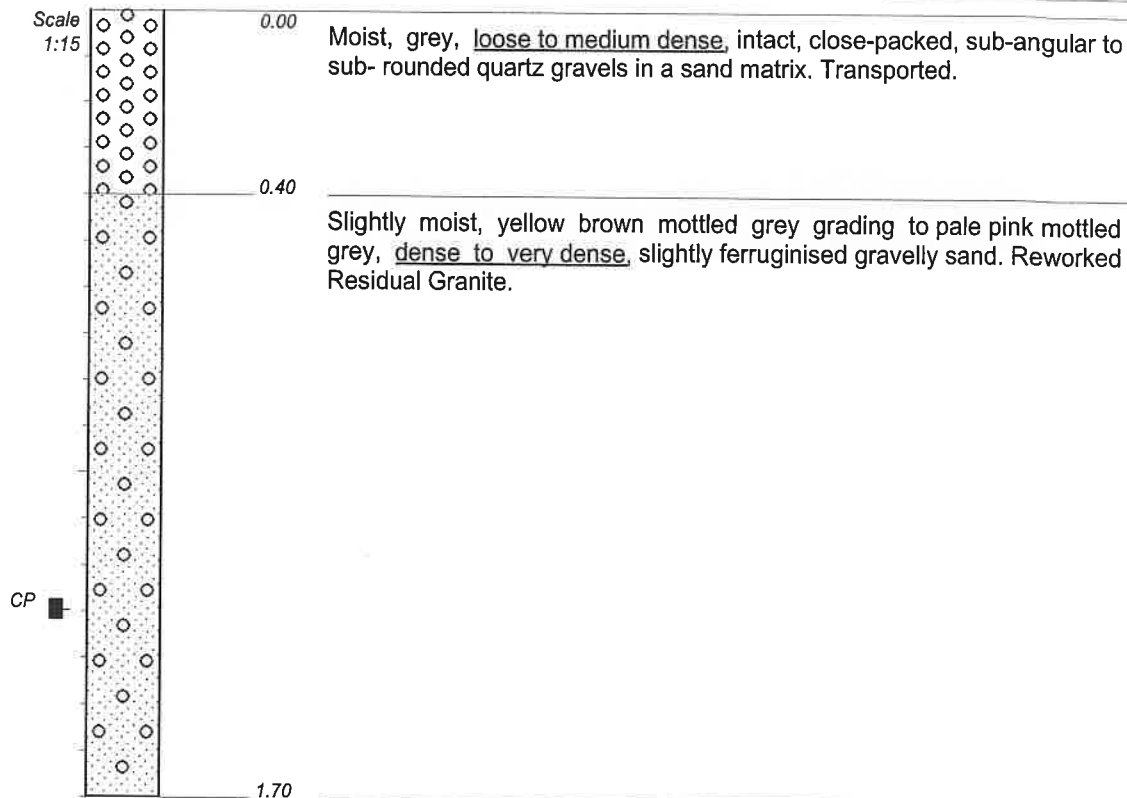 Scale
1:15
0.00
Moist, grey, loose to medium dense, intact, close-packed, sub-angular to
sub- rounded quartz gravels in a sand matrix. Transported.
0.40
Slightly moist, yellow brown mottled grey grading to pale pink mottled
grey, dense to very dense, slightly ferruginised gravelly sand. Reworked
Residual Granite.
CP
1.70